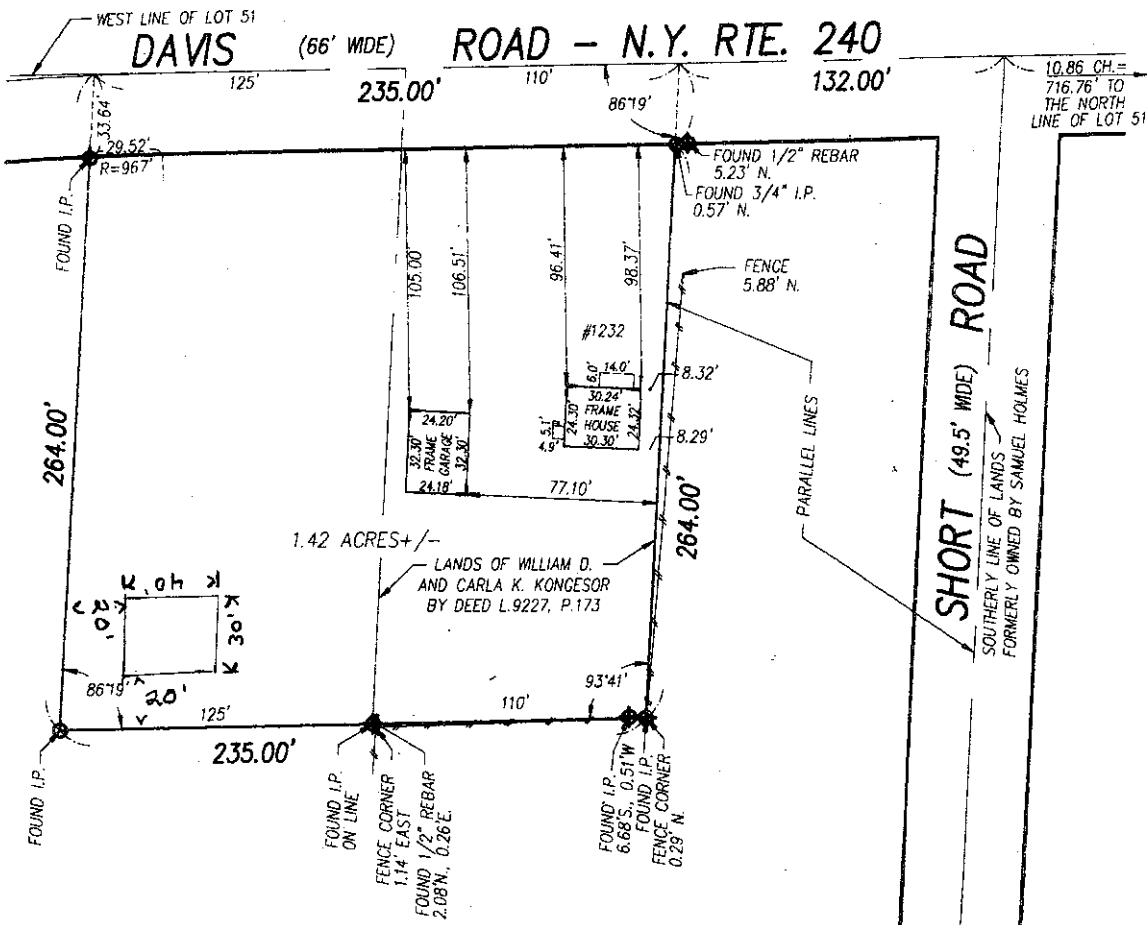 WEST LINE OF LOT 51
DAVIS (66' WIDE) ROAD - N.Y. RTE. 240
125'
235.00'
110'
132.00'
10.86 CH.=
716.76' TO
THE NORTH
LINE OF LOT 51
86°19'
33.64'
29.52'
R=967'
FOUND I.P.
FOUND 1/2" REBAR
5.23' N.
FOUND 3/4" I.P.
0.57' N.
105.00'
106.51'
96.41'
98.37'
FENCE
5.88' N.
#1232
6.0'
14.0'
8.32'
30.24'
24.30'
FRAME
HOUSE
24.32'
30.30'
5.1'
4.9'
8.29'
24.20'
32.30'
FRAME
GARAGE
32.30'
24.18'
77.10'
264.00'
264.00'
PARALLEL LINES
SHORT (49.5' WIDE) ROAD
SOUTHERLY LINE OF LANDS
FORMERLY OWNED BY SAMUEL HOLMES
1.42 ACRES+/-
LANDS OF WILLIAM D.
AND CARLA K. KONGESOR
BY DEED L.9227, P.173
40'
20'
30'
20'
86°19'
93°41'
125'
110'
235.00'
FOUND I.P.
FOUND I.P.
ON LINE
FENCE CORNER
1.14' EAST
FOUND 1/2" REBAR
2.08'N., 0.26'E.
FOUND I.P.
6.68'S., 0.51'W
FOUND I.P.
FENCE CORNER
0.29' N.